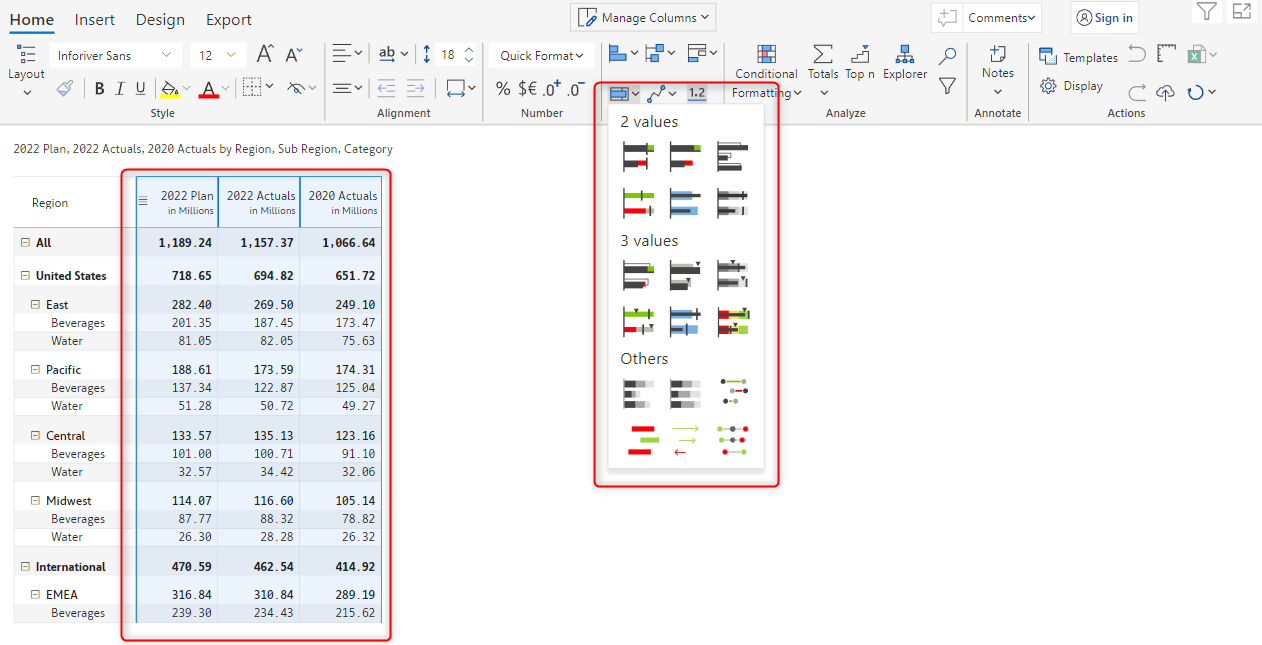 Home Insert Design Export
Manage Columns
Comments
Sign in
Layout
Inforiver Sans
12
A A
ab
18
Quick Format
Conditional
Formatting
Totals
Top n
Explorer
Notes
Templates
Display
B I U
A
% $€ .0+ .0-
1.2
Style
Alignment
Number
Analyze
Annotate
Actions
2022 Plan, 2022 Actuals, 2020 Actuals by Region, Sub Region, Category
Region 2022 Plan 2022 Actuals 2020 Actuals
in Millions in Millions in Millions
All 1,189.24 1,157.37 1,066.64
United States 718.65 694.82 651.72
East 282.40 269.50 249.10
Beverages 201.35 187.45 173.47
Water 81.05 82.05 75.63
Pacific 188.61 173.59 174.31
Beverages 137.34 122.87 125.04
Water 51.28 50.72 49.27
Central 133.57 135.13 123.16
Beverages 101.00 100.71 91.10
Water 32.57 34.42 32.06
Midwest 114.07 116.60 105.14
Beverages 87.77 88.32 78.82
Water 26.30 28.28 26.32
International 470.59 462.54 414.92
EMEA 316.84 310.84 289.19
Beverages 239.30 234.43 215.62
2 values
3 values
Others